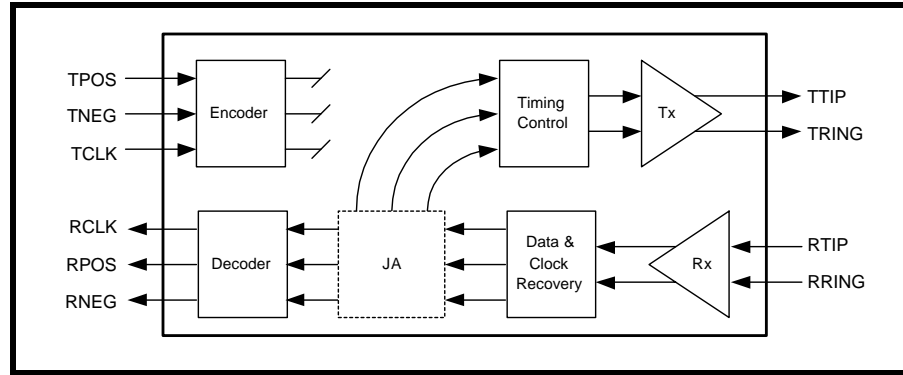 TPOS
TNEG
TCLK
Encoder
Timing
Control
Tx
TTIP
TRING
RCLK
RPOS
RNEG
Decoder
JA
Data &
Clock
Recovery
Rx
RTIP
RRING